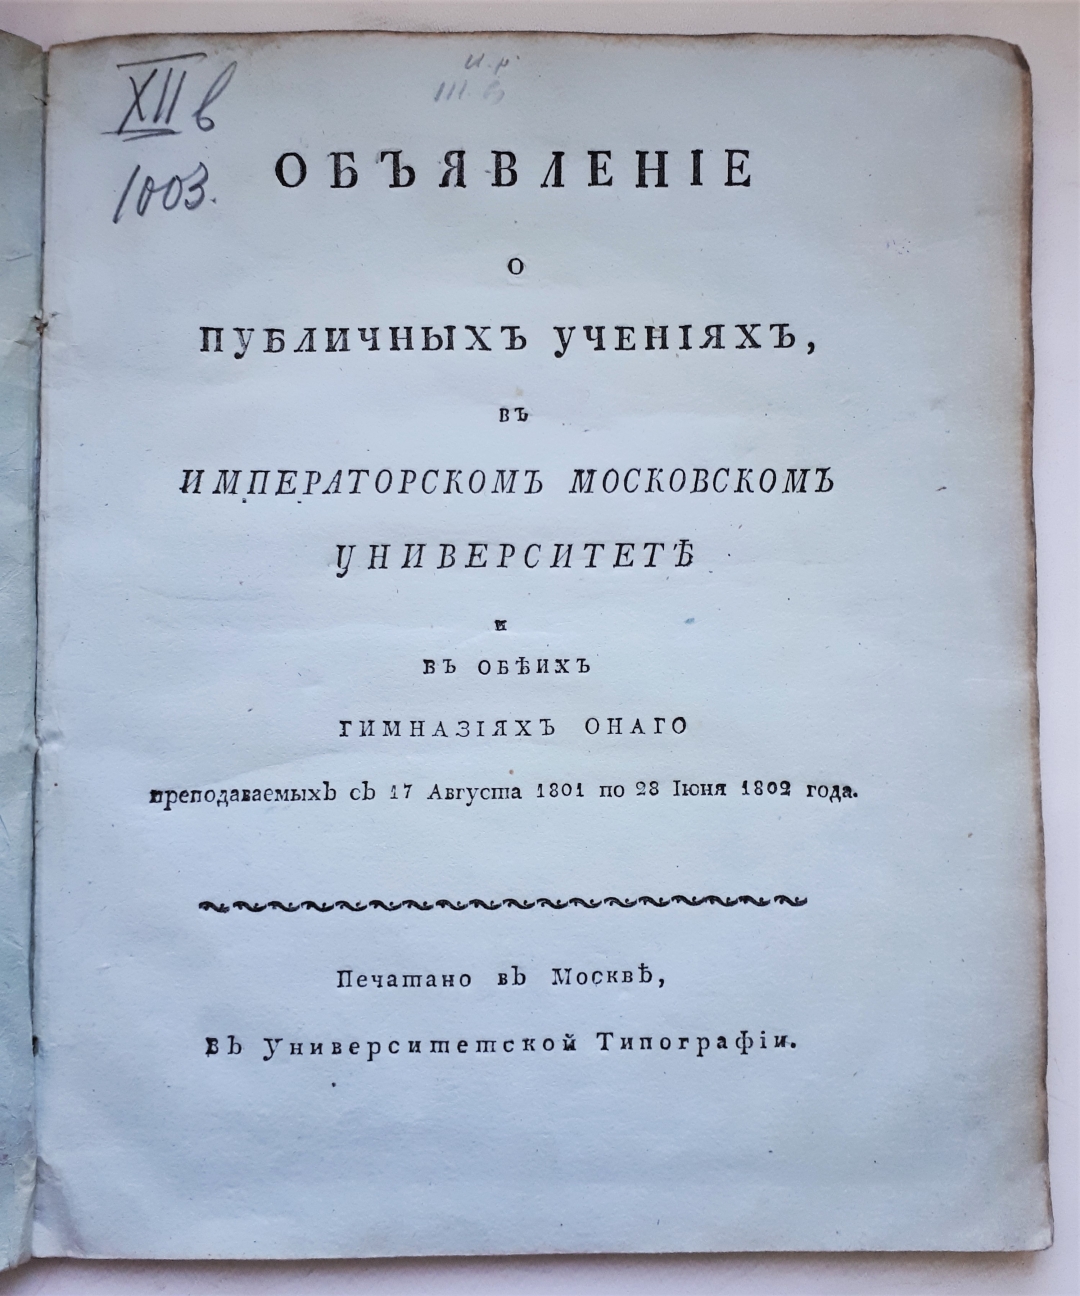 XII в
1003.
ОБЪЯВЛЕНІЕ
О
ПУБЛИЧНЫХЪ УЧЕНІЯХЪ,
ВЪ
ИМПЕРАТОРСКОМЪ МОСКОВСКОМЪ
УНИВЕРСИТЕТѢ
И
ВЪ ОБѢИХЪ
ГИМНАЗІЯХЪ ОНАГО
преподаваемыхЪ сЪ 17 Августа 1801 по 28 Іюня 1802 года.
Печатано вЪ Москвѣ,
вЪ Университетской Типографіи.